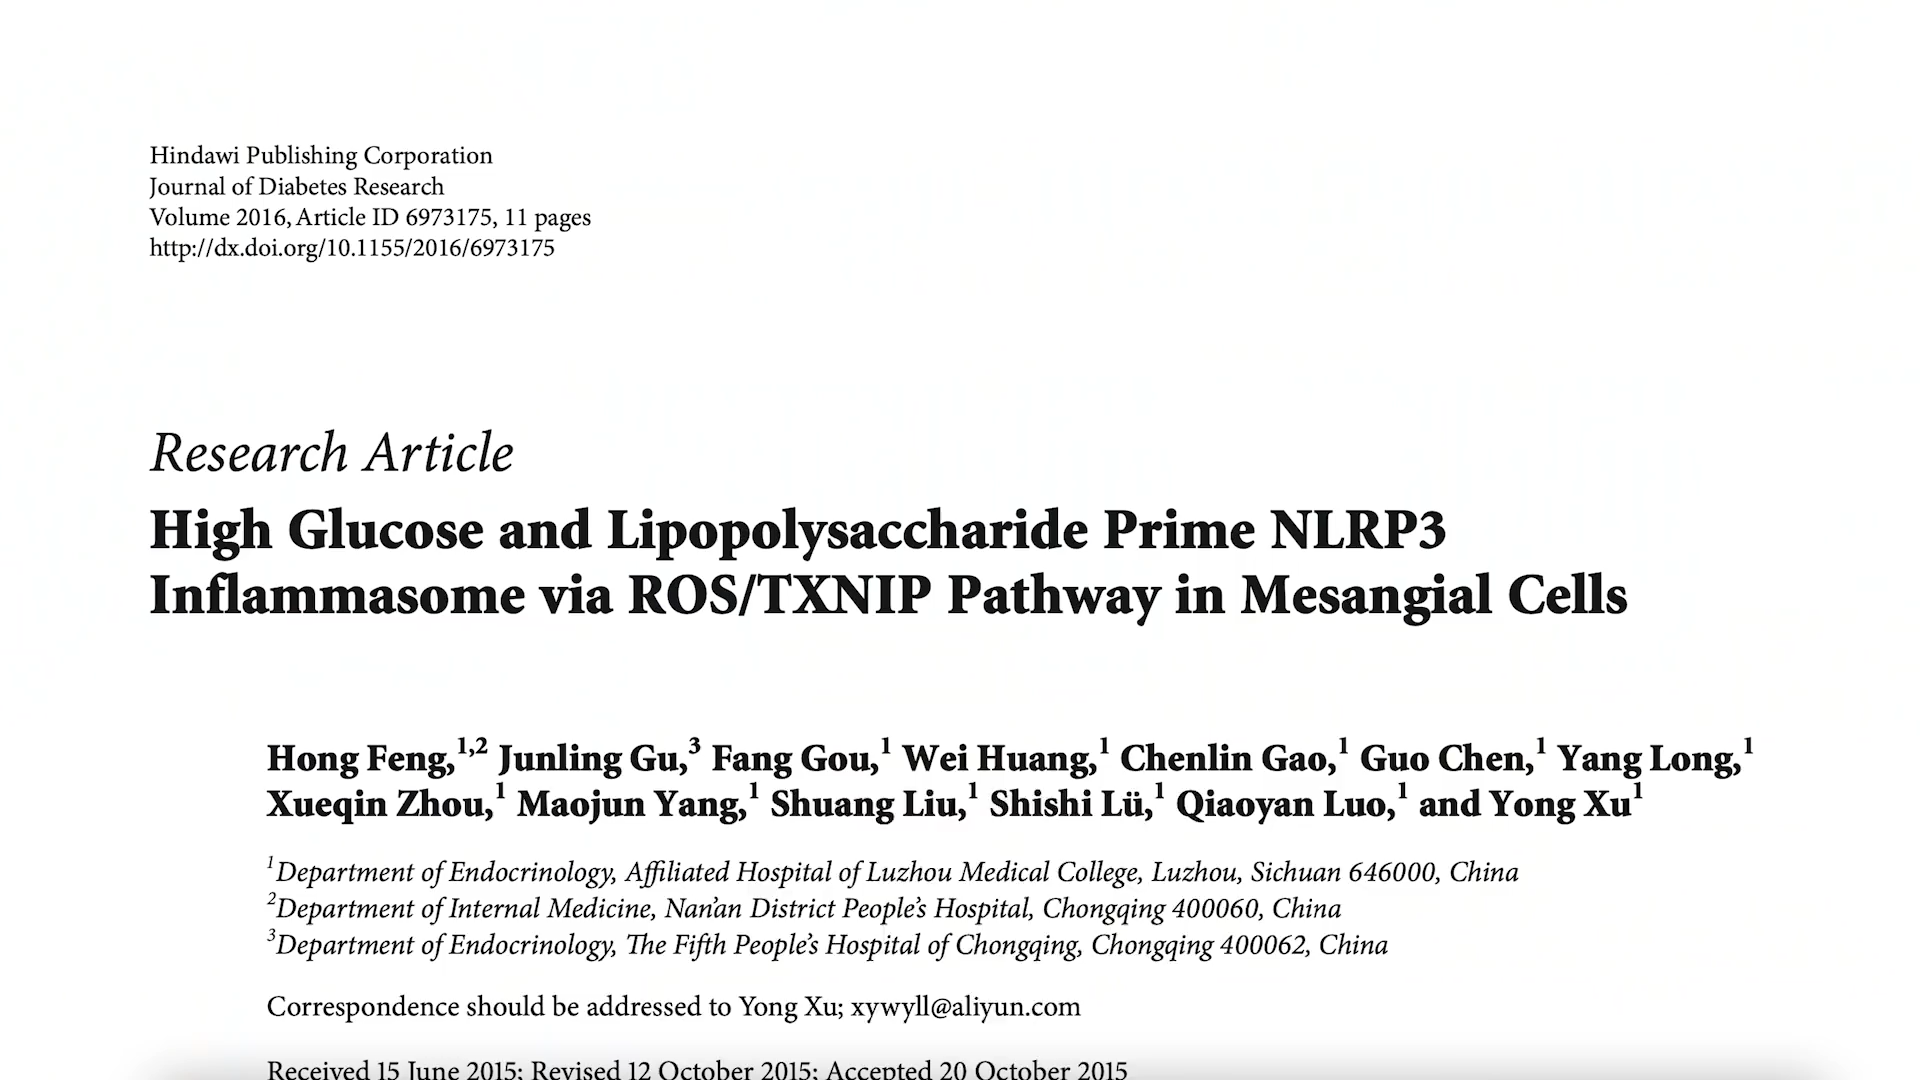 Hindawi Publishing Corporation
Journal of Diabetes Research
Volume 2016, Article ID 6973175, 11 pages
http://dx.doi.org/10.1155/2016/6973175
Research Article
High Glucose and Lipopolysaccharide Prime NLRP3
Inflammasome via ROS/TXNIP Pathway in Mesangial Cells
Hong Feng,1,2 Junling Gu,3 Fang Gou,1 Wei Huang,1 Chenlin Gao,1 Guo Chen,1 Yang Long,1
Xueqin Zhou,1 Maojun Yang,1 Shuang Liu,1 Shishi Lü,1 Qiaoyan Luo,1 and Yong Xu1
1Department of Endocrinology, Affiliated Hospital of Luzhou Medical College, Luzhou, Sichuan 646000, China
2Department of Internal Medicine, Nan'an District People's Hospital, Chongqing 400060, China
3Department of Endocrinology, The Fifth People's Hospital of Chongqing, Chongqing 400062, China
Correspondence should be addressed to Yong Xu; xywyll@aliyun.com
Received 15 June 2015; Revised 12 October 2015; Accepted 20 October 2015